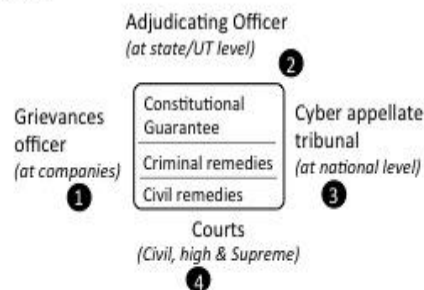 Adjudicating Officer
(at state/UT level)
2
Grievances
officer
(at companies)
1
Constitutional
Guarantee
Criminal remedies
Civil remedies
Cyber appellate
tribunal
(at national level)
3
Courts
(Civil, high & Supreme)
4